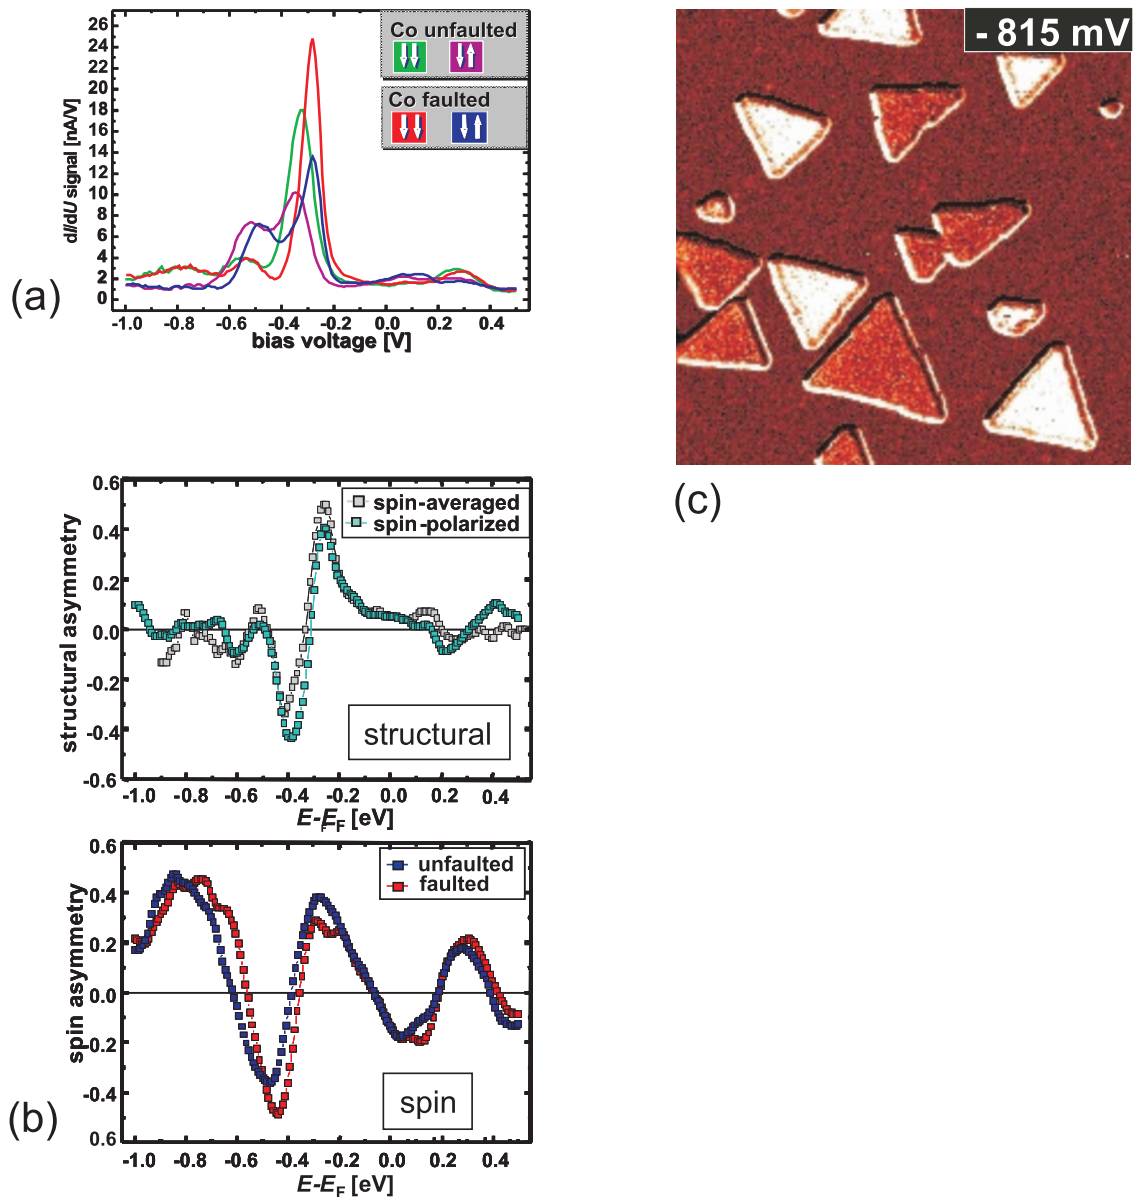 26
24
22
20
18
16
14
12
10
8
6
4
2
0
dI/dU signal [nA/V]
Co unfaulted
Co faulted
-1.0 -0.8 -0.6 -0.4 -0.2 0.0 0.2 0.4
bias voltage [V]
(a)
- 815 mV
(c)
0.6
0.4
0.2
0.0
-0.2
-0.4
-0.6
structural asymmetry
spin-averaged
spin-polarized
structural
-1.0 -0.8 -0.6 -0.4 -0.2 0.0 0.2 0.4
E-EF [eV]
0.6
0.4
0.2
0.0
-0.2
-0.4
0.6
spin asymmetry
unfaulted
faulted
spin
-1.0 -0.8 -0.6 -0.4 -0.2 0.0 0.2 0.4
E-EF [eV]
(b)